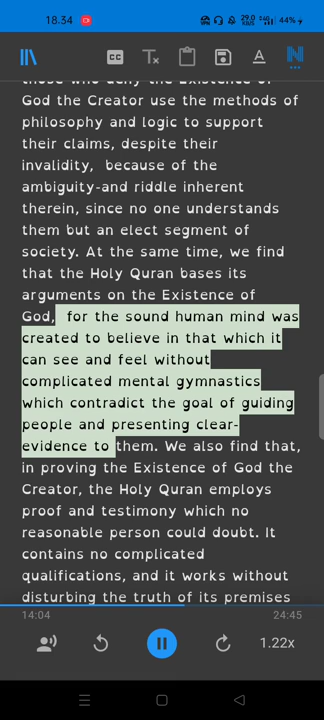 18.34
29.0
KB/S
44%
CC
those who deny the Existence of
God the Creator use the methods of
philosophy and logic to support
their claims, despite their
invalidity,  because of the
ambiguity-and riddle inherent
therein, since no one understands
them but an elect segment of
society. At the same time, we find
that the Holy Quran bases its
arguments on the Existence of
God,  for the sound human mind was
created to believe in that which it
can see and feel without
complicated mental gymnastics
which contradict the goal of guiding
people and presenting clear-
evidence to them. We also find that,
in proving the Existence of God the
Creator, the Holy Quran employs
proof and testimony which no
reasonable person could doubt. It
contains no complicated
qualifications, and it works without
disturbing the truth of its premises
14:04
24:45
1.22x